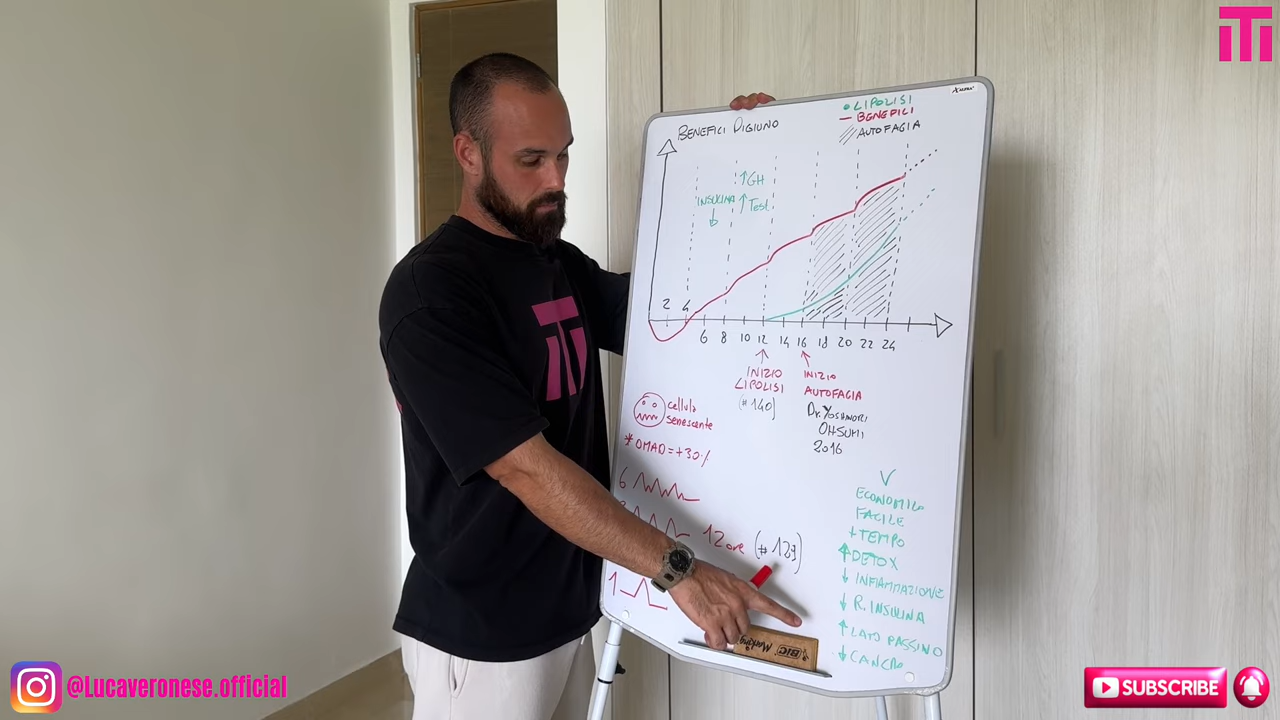 BENEFICI DIGIUNO
LIPOLISI
BENEFICI
AUTOFAGIA
↑GH
INSULINA ↑Test
↓
2 4
6 8 10 12 14 16 18 20 22 24
INIZIO
LIPOLISI
(#140)
INIZIO
AUTOFAGIA
Dr. YOSHINORI
OHSUMI
2016
cellula
senescente
*OMAD=+30%
6
12 ore (#129)
1
V
ECONOMICO
FACILE
↓TEMPO
↑DETOX
↓ INFIAMMAZIONE
↓ R. INSULINA
↑ LATO PASSIVO
↓ CANCRO
BIC
Marking
@Lucaveronese.official
SUBSCRIBE